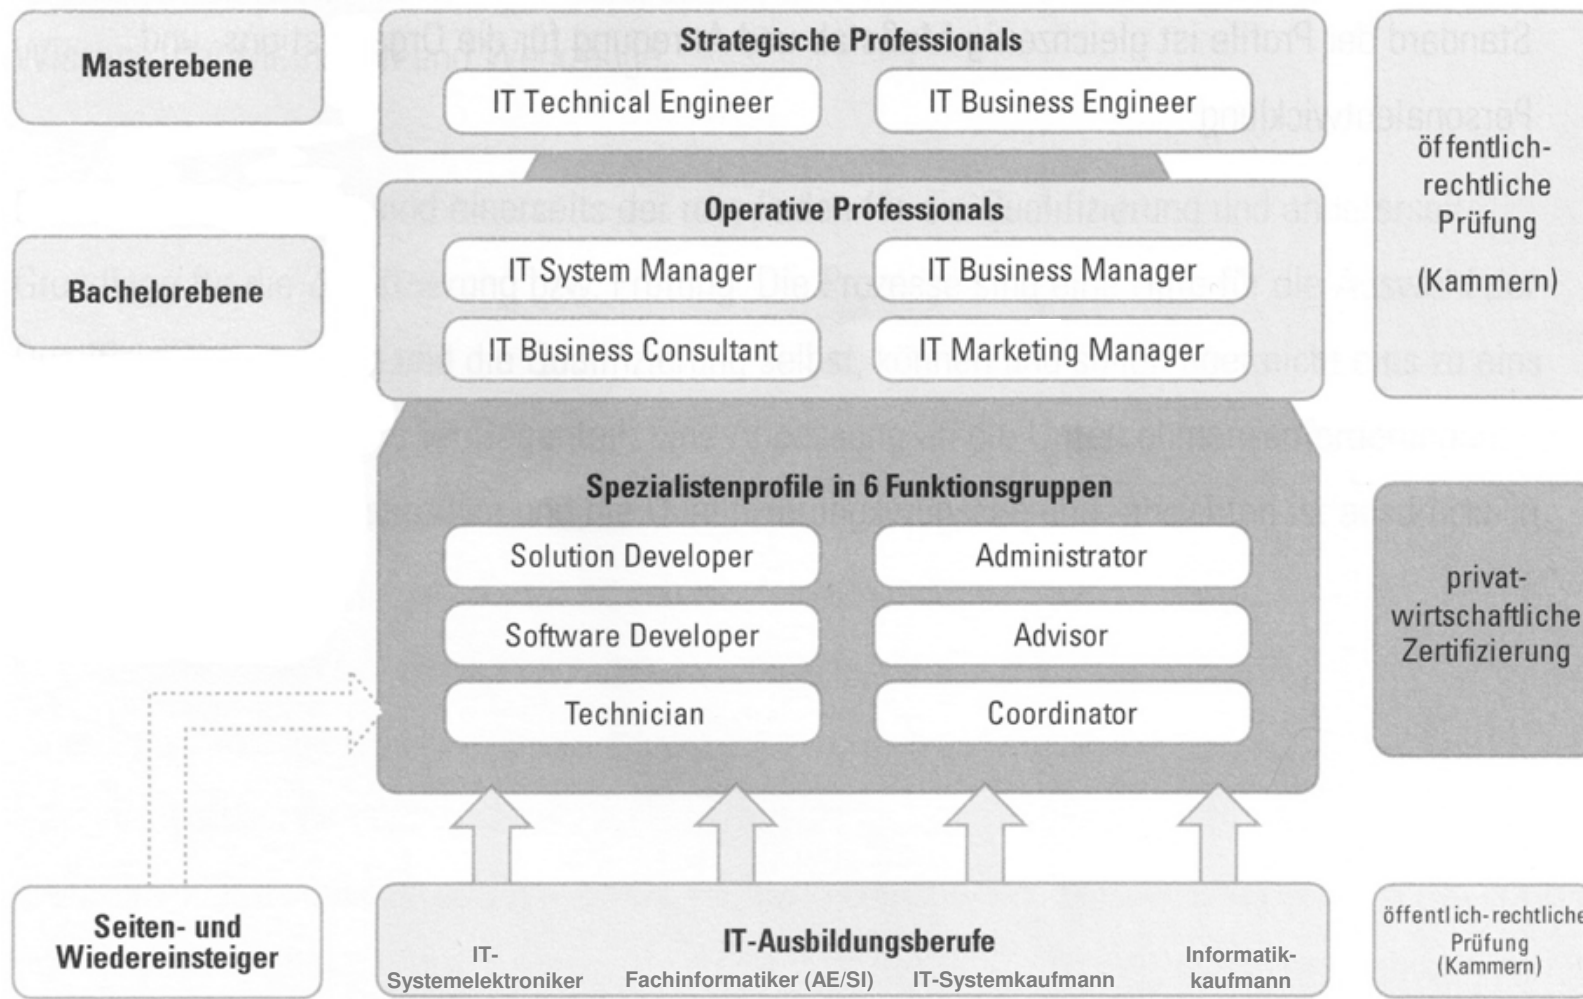 Masterebene
Strategische Professionals
IT Technical Engineer
IT Business Engineer
öffentlich-
rechtliche
Prüfung
(Kammern)
Bachelorebene
Operative Professionals
IT System Manager
IT Business Manager
IT Business Consultant
IT Marketing Manager
Spezialistenprofile in 6 Funktionsgruppen
Solution Developer
Administrator
Software Developer
Advisor
Technician
Coordinator
privat-
wirtschaftliche
Zertifizierung
Seiten- und
Wiedereinsteiger
IT-Ausbildungsberufe
IT-
Systemelektroniker
Fachinformatiker (AE/SI)
IT-Systemkaufmann
Informatik-
kaufmann
öffentlich-rechtliche
Prüfung
(Kammern)